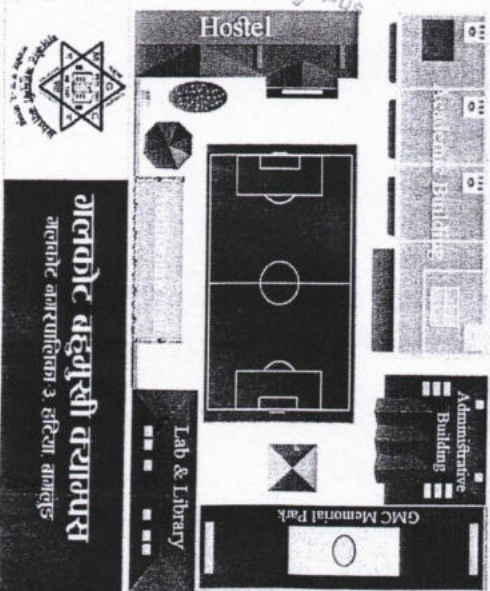 Hostel
Academic Building
Administrative
Building
Lab & Library
GMC Memorial Park
गलकोट बहुमुखी क्याम्पस
गलकोट नगरपालिका ३, हटिया, बागलुङ